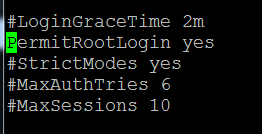 #LoginGraceTime 2m
PermitRootLogin yes
#StrictModes yes
#MaxAuthTries 6
#MaxSessions 10